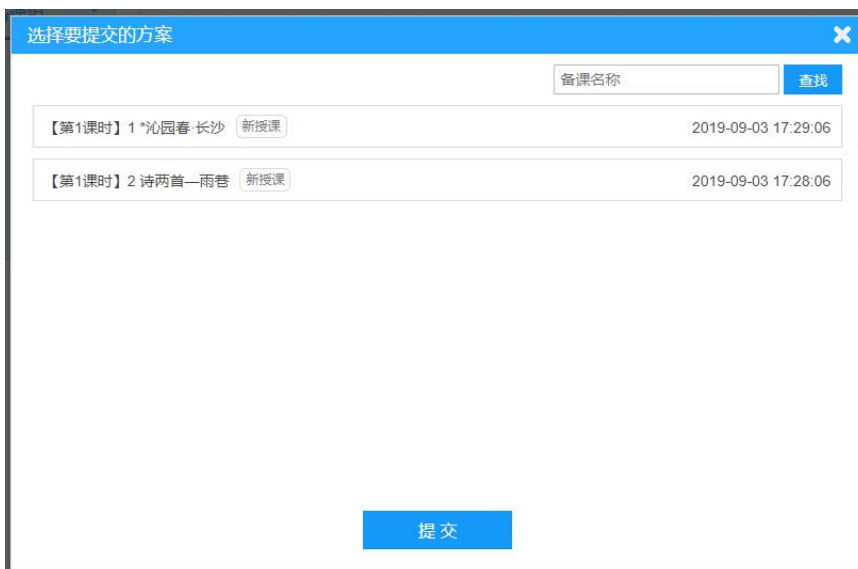 选择要提交的方案
备课名称 查找
【第1课时】1 *沁园春·长沙 新授课 2019-09-03 17:29:06
【第1课时】2 诗两首—雨巷 新授课 2019-09-03 17:28:06
提交